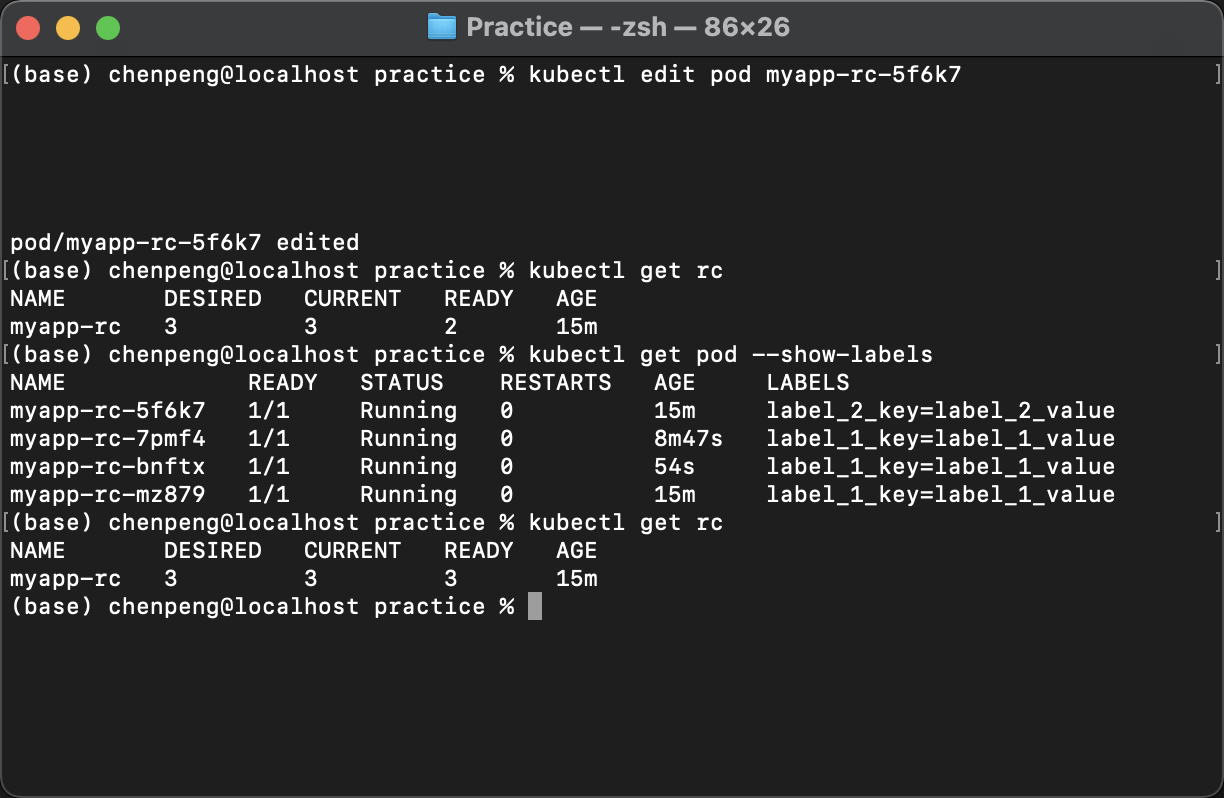 Practice — -zsh — 86×26
[(base) chenpeng@localhost practice % kubectl edit pod myapp-rc-5f6k7 ]
pod/myapp-rc-5f6k7 edited
[(base) chenpeng@localhost practice % kubectl get rc ]
NAME       DESIRED   CURRENT   READY   AGE
myapp-rc   3         3         2       15m
[(base) chenpeng@localhost practice % kubectl get pod --show-labels ]
NAME             READY   STATUS    RESTARTS   AGE     LABELS
myapp-rc-5f6k7   1/1     Running   0          15m     label_2_key=label_2_value
myapp-rc-7pmf4   1/1     Running   0          8m47s   label_1_key=label_1_value
myapp-rc-bnftx   1/1     Running   0          54s     label_1_key=label_1_value
myapp-rc-mz879   1/1     Running   0          15m     label_1_key=label_1_value
[(base) chenpeng@localhost practice % kubectl get rc ]
NAME       DESIRED   CURRENT   READY   AGE
myapp-rc   3         3         3       15m
(base) chenpeng@localhost practice %